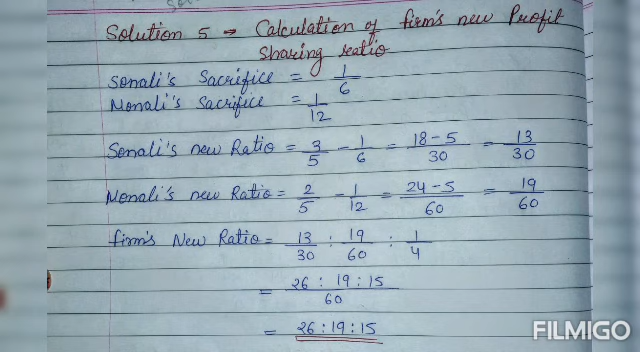 Solution 5 → Calculation of firm's new Profit
sharing ratio
Sonali's Sacrifice = 1/6
Monali's Sacrifice = 1/12
Sonali's new Ratio = 3/5 - 1/6 = 18-5/30 = 13/30
Monali's new Ratio = 2/5 - 1/12 = 24-5/60 = 19/60
firm's New Ratio = 13/30 : 19/60 : 1/4
= 26 : 19 : 15/60
= 26 : 19 : 15
FILMIGO